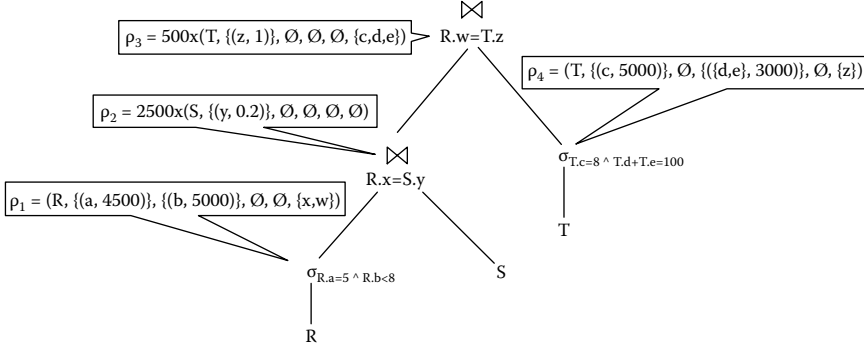 ⋈
ρ₃ = 500x(T, {(z, 1)}, Ø, Ø, Ø, {c,d,e})
R.w=T.z
ρ₄ = (T, {(c, 5000)}, Ø, {({d,e}, 3000)}, Ø, {z})
ρ₂ = 2500x(S, {(y, 0.2)}, Ø, Ø, Ø, Ø)
⋈
R.x=S.y
σT.c=8 ^ T.d+T.e=100
ρ₁ = (R, {(a, 4500)}, {(b, 5000)}, Ø, Ø, {x,w})
T
σR.a=5 ^ R.b<8
S
R